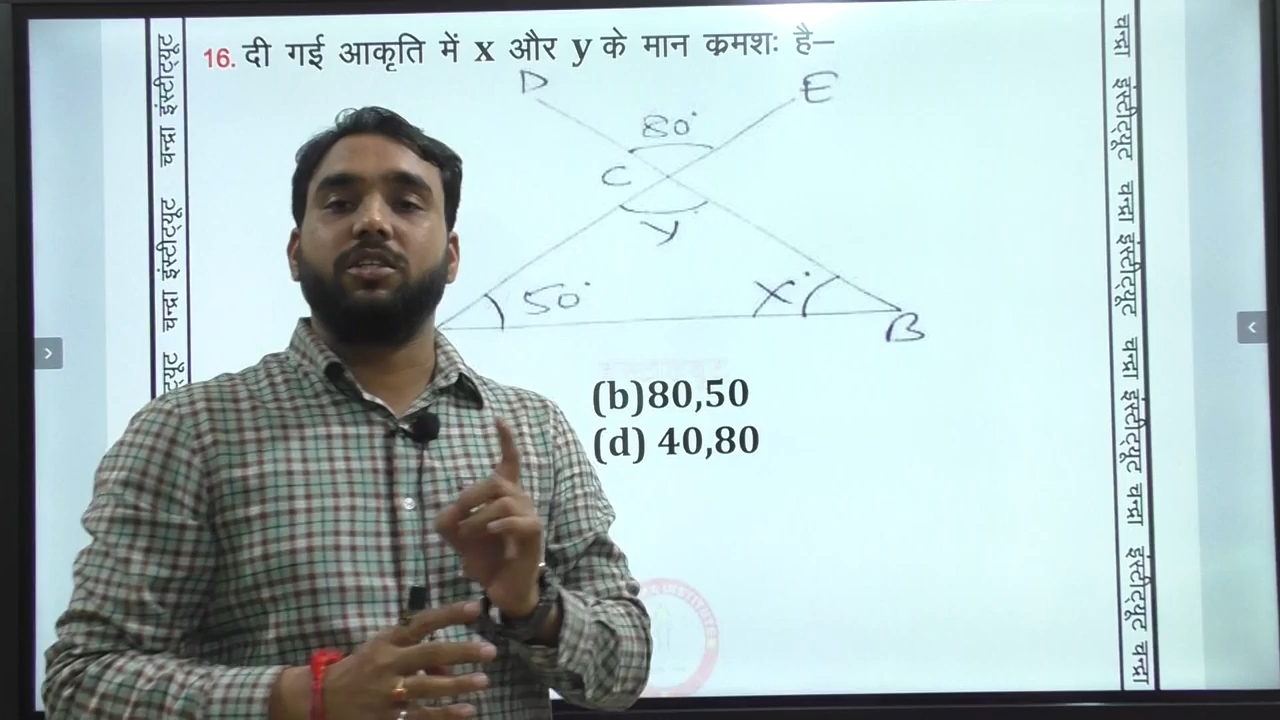 16. दी गई आकृति में x और y के मान क्रमशः है–
D
E
80°
C
y
50°
x°
B
(b)80,50
(d) 40,80
चन्द्रा इंस्टीट्यूट चन्द्रा इंस्टीट्यूट
चन्द्रा इंस्टीट्यूट चन्द्रा इंस्टीट्यूट चन्द्रा इंस्टीट्यूट चन्द्रा इंस्टीट्यूट चन्द्रा